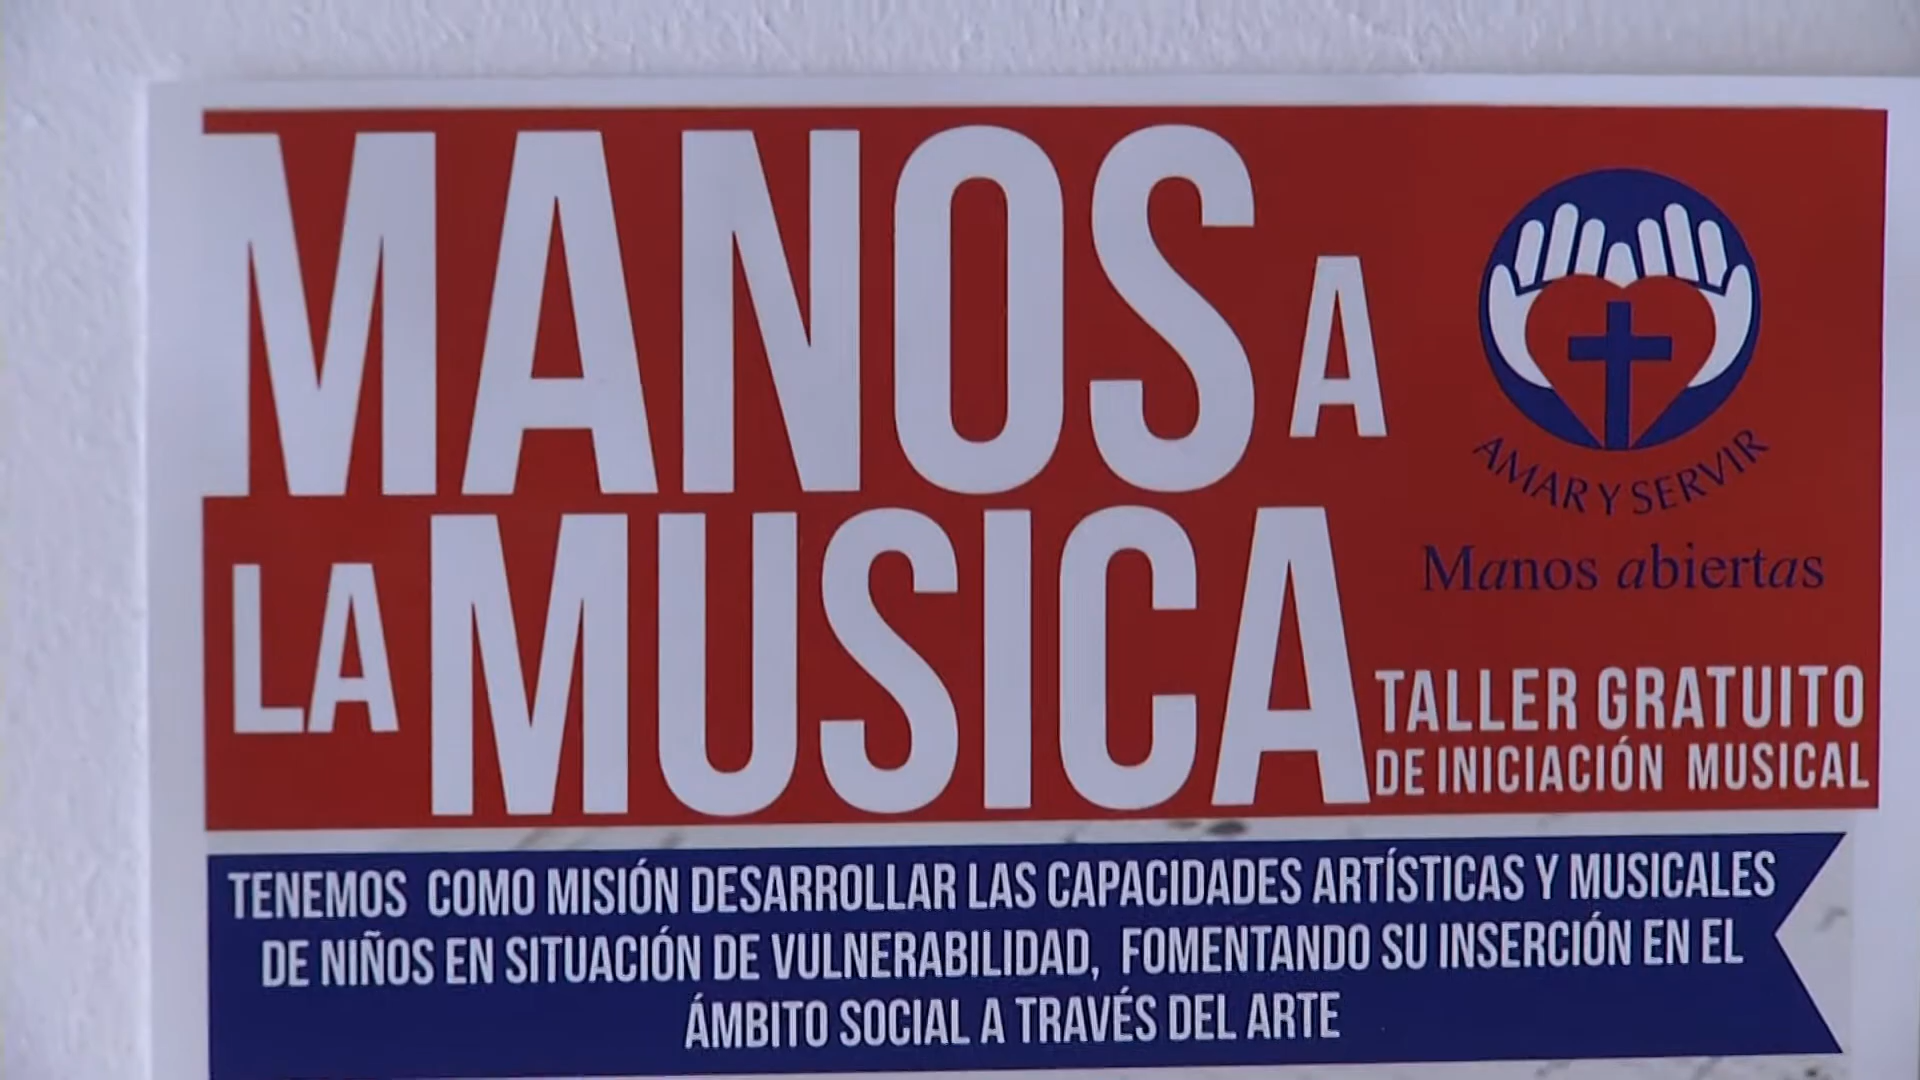 MANOS A
LA MUSICA
AMAR Y SERVIR
Manos abiertas
TALLER GRATUITO
DE INICIACIÓN MUSICAL
TENEMOS COMO MISIÓN DESARROLLAR LAS CAPACIDADES ARTÍSTICAS Y MUSICALES
DE NIÑOS EN SITUACIÓN DE VULNERABILIDAD, FOMENTANDO SU INSERCIÓN EN EL
ÁMBITO SOCIAL A TRAVÉS DEL ARTE